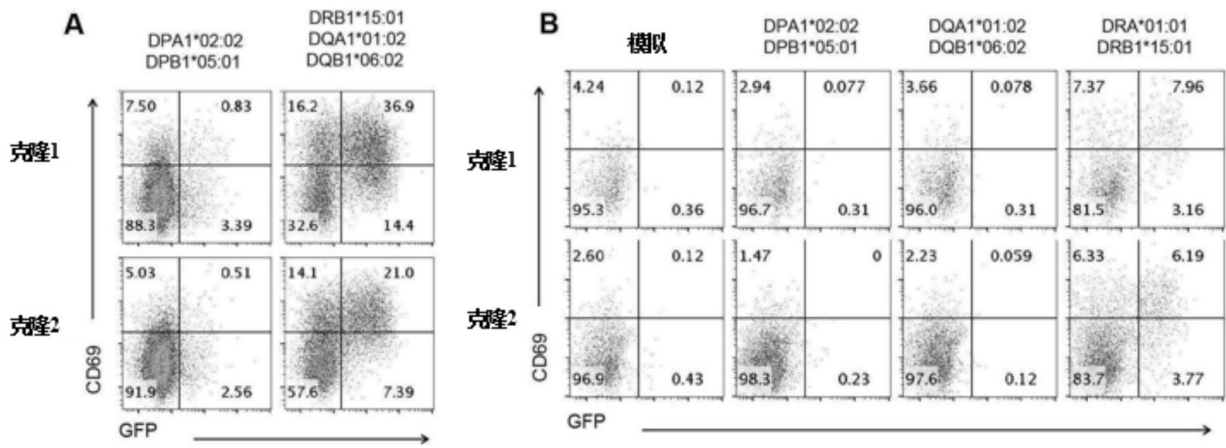 A
DPA1*02:02
DPB1*05:01
DRB1*15:01
DQA1*01:02
DQB1*06:02
克隆1
7.50
0.83
88.3
3.39
16.2
36.9
32.6
14.4
克隆2
5.03
0.51
91.9
2.56
14.1
21.0
57.6
7.39
CD69
GFP
B
模拟
DPA1*02:02
DPB1*05:01
DQA1*01:02
DQB1*06:02
DRA*01:01
DRB1*15:01
克隆1
4.24
0.12
95.3
0.36
2.94
0.077
96.7
0.31
3.66
0.078
96.0
0.31
7.37
7.96
81.5
3.16
克隆2
2.60
0.12
96.9
0.43
1.47
0
98.3
0.23
2.23
0.059
97.6
0.12
6.33
6.19
83.7
3.77
CD69
GFP